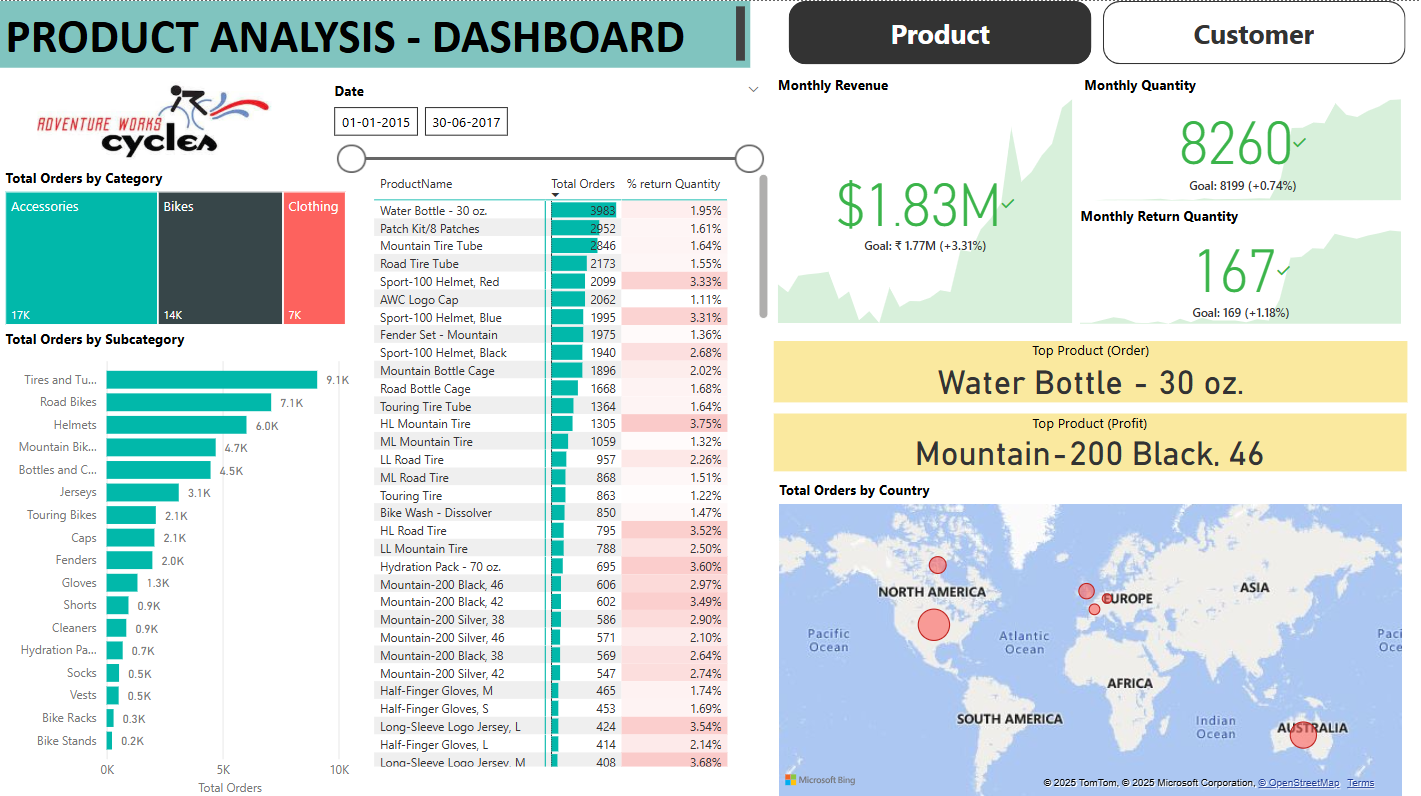 PRODUCT ANALYSIS - DASHBOARD
Product
Customer
ADVENTURE WORKS
cycles
Date
01-01-2015
30-06-2017
Total Orders by Category
Accessories
17K
Bikes
14K
Clothing
7K
Total Orders by Subcategory
Tires and Tu... 9.1K
Road Bikes 7.1K
Helmets 6.0K
Mountain Bik... 4.7K
Bottles and C... 4.5K
Jerseys 3.1K
Touring Bikes 2.1K
Caps 2.1K
Fenders 2.0K
Gloves 1.3K
Shorts 0.9K
Cleaners 0.9K
Hydration Pa... 0.7K
Socks 0.5K
Vests 0.5K
Bike Racks 0.3K
Bike Stands 0.2K
0K 5K 10K
Total Orders
ProductName Total Orders % return Quantity
Water Bottle - 30 oz. 3983 1.95%
Patch Kit/8 Patches 2952 1.61%
Mountain Tire Tube 2846 1.64%
Road Tire Tube 2173 1.55%
Sport-100 Helmet, Red 2099 3.33%
AWC Logo Cap 2062 1.11%
Sport-100 Helmet, Blue 1995 3.31%
Fender Set - Mountain 1975 1.36%
Sport-100 Helmet, Black 1940 2.68%
Mountain Bottle Cage 1896 2.02%
Road Bottle Cage 1668 1.68%
Touring Tire Tube 1364 1.64%
HL Mountain Tire 1305 3.75%
ML Mountain Tire 1059 1.32%
LL Road Tire 957 2.26%
ML Road Tire 868 1.51%
Touring Tire 863 1.22%
Bike Wash - Dissolver 850 1.47%
HL Road Tire 795 3.52%
LL Mountain Tire 788 2.50%
Hydration Pack - 70 oz. 695 3.60%
Mountain-200 Black, 46 606 2.97%
Mountain-200 Black, 42 602 3.49%
Mountain-200 Silver, 38 586 2.90%
Mountain-200 Silver, 46 571 2.10%
Mountain-200 Black, 38 569 2.64%
Mountain-200 Silver, 42 547 2.74%
Half-Finger Gloves, M 465 1.74%
Half-Finger Gloves, S 453 1.69%
Long-Sleeve Logo Jersey, L 424 3.54%
Half-Finger Gloves, L 414 2.14%
Long-Sleeve Logo Jersey, M 408 3.68%
Monthly Revenue
$1.83M
Goal: ₹ 1.77M (+3.31%)
Monthly Quantity
8260
Goal: 8199 (+0.74%)
Monthly Return Quantity
167
Goal: 169 (+1.18%)
Top Product (Order)
Water Bottle - 30 oz.
Top Product (Profit)
Mountain-200 Black, 46
Total Orders by Country
NORTH AMERICA
EUROPE
ASIA
Pacific
Ocean
Atlantic
Ocean
Paci
Oce
AFRICA
SOUTH AMERICA
Indian
Ocean
AUSTRALIA
Microsoft Bing
© 2025 TomTom, © 2025 Microsoft Corporation, © OpenStreetMap Terms